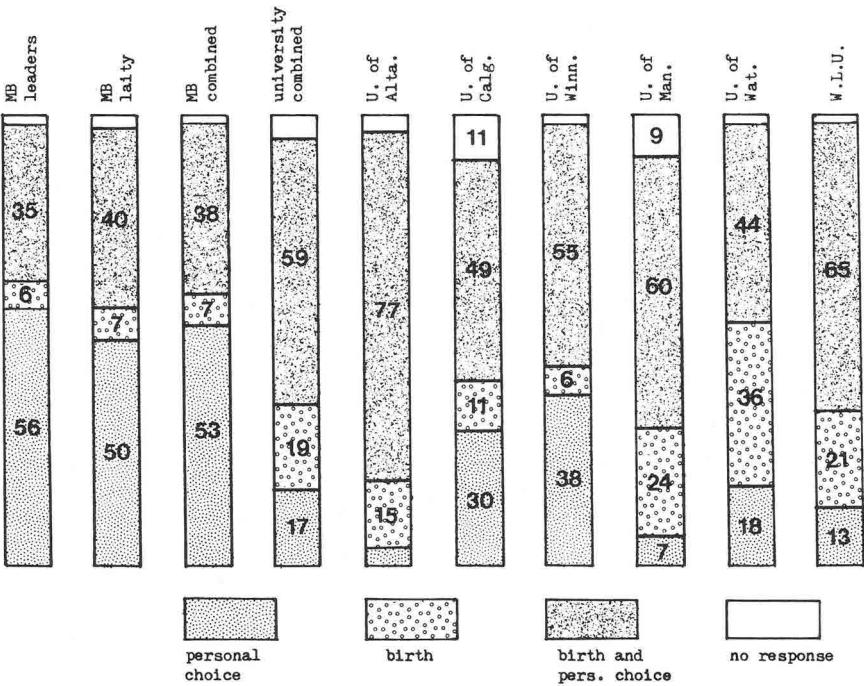 MB
leaders
MB
laity
MB
combined
university
combined
U. of
Alta.
U. of
Calg.
U. of
Winn.
U. of
Man.
U. of
Wat.
W.L.U.
35
6
56
40
7
50
38
7
53
59
19
17
77
15
11
49
11
30
55
6
38
9
60
24
7
44
36
18
65
21
13
personal
choice
birth
birth and
pers. choice
no response